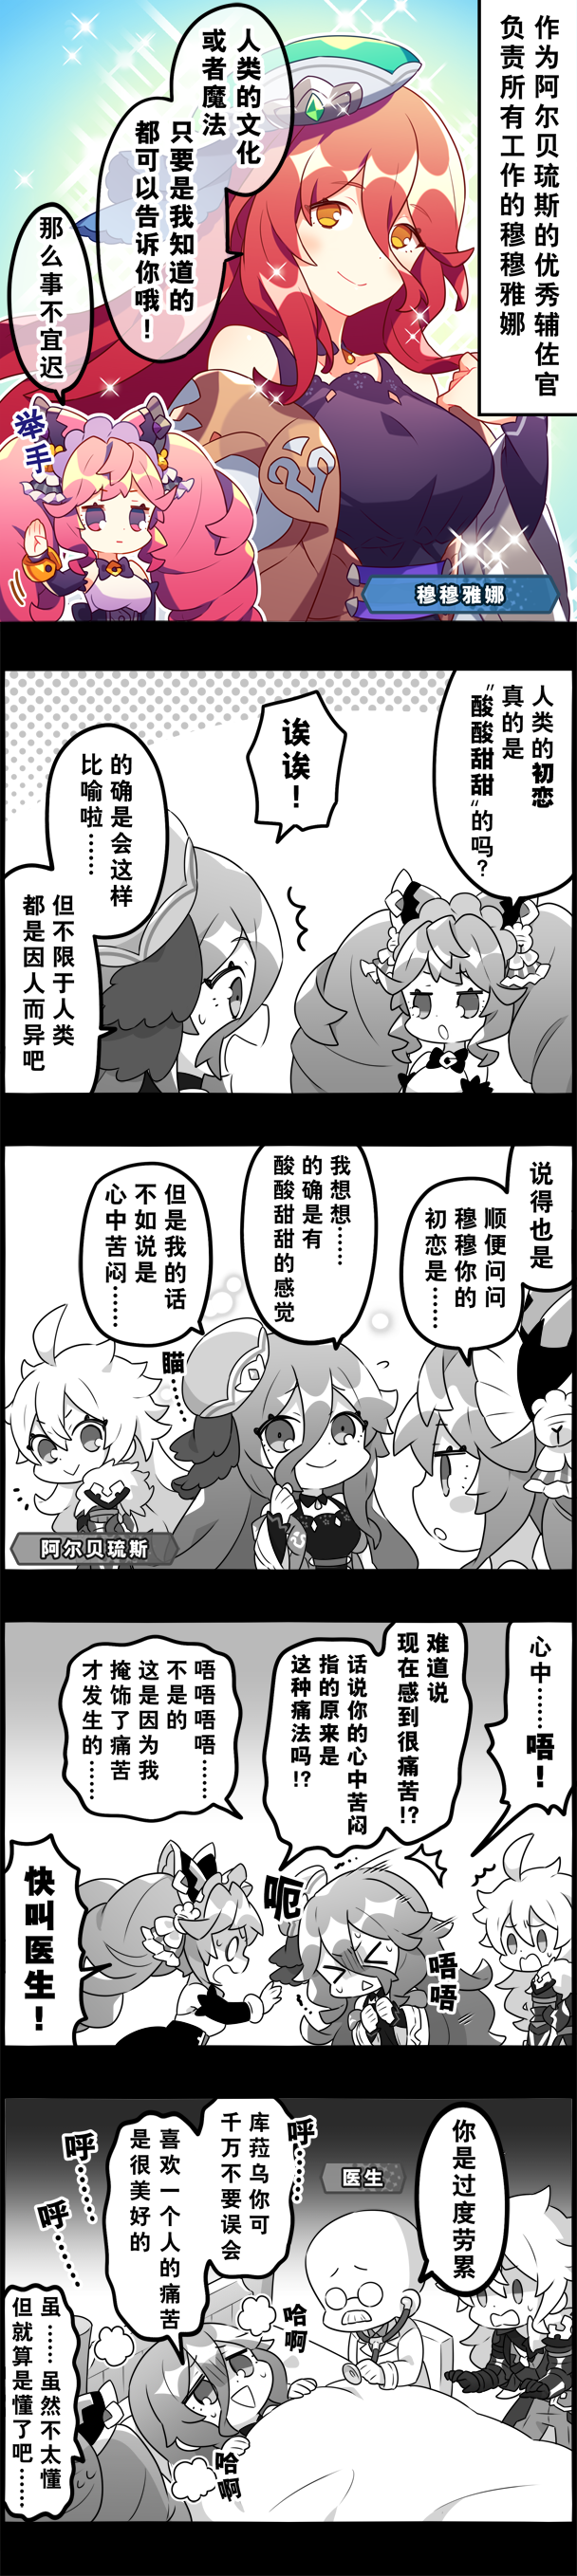 作为阿尔贝琉斯的优秀辅佐官
负责所有工作的穆穆雅娜
人类的文化
或者魔法
只要是我知道的
都可以告诉你哦！
那么事不宜迟
举手
穆穆雅娜
人类的初恋
真的是
"酸酸甜甜"的吗？
诶诶！
的确是会这样
比喻啦……
但不限于人类
都是因人而异吧
说得也是
顺便问问
穆穆你的
初恋是……
我想想……
的确是有
酸酸甜甜的感觉
但是我的话
不如说是
心中苦闷……
瞄……
阿尔贝琉斯
心中……唔！
难道说
现在感到很痛苦!?
话说你的心中苦闷
指的原来是
这种痛法吗!?
唔唔唔唔……
不是的
这是因为我
掩饰了痛苦
才发生的……
呃
唔唔
快叫医生！
你是过度劳累
医生
呼……
库菈乌你可
千万不要误会
喜欢一个人的痛苦
是很美好的
呼……
呼……
哈啊
哈啊
虽……虽然不太懂
但就算是懂了吧……